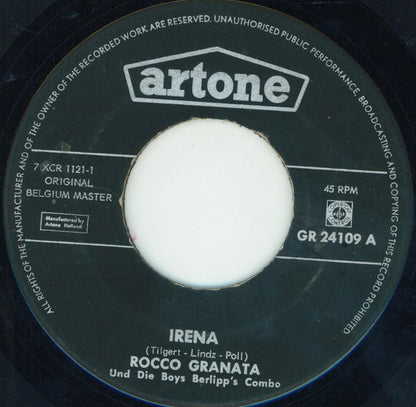 ALL RIGHTS OF THE MANUFACTURER AND OF THE OWNER OF THE RECORDED WORK ARE RESERVED. UNAUTHORISED PUBLIC PERFORMANCE, BROADCASTING AND COPYING OF THIS RECORD PROHIBITED.
artone
7 XCR 1121-1
ORIGINAL
BELGIUM MASTER
Manufactured by
Artone Holland.
45 RPM
GR 24109 A
IRENA
(Tilgert - Lindz - Poll)
ROCCO GRANATA
Und Die Boys Berlipp's Combo